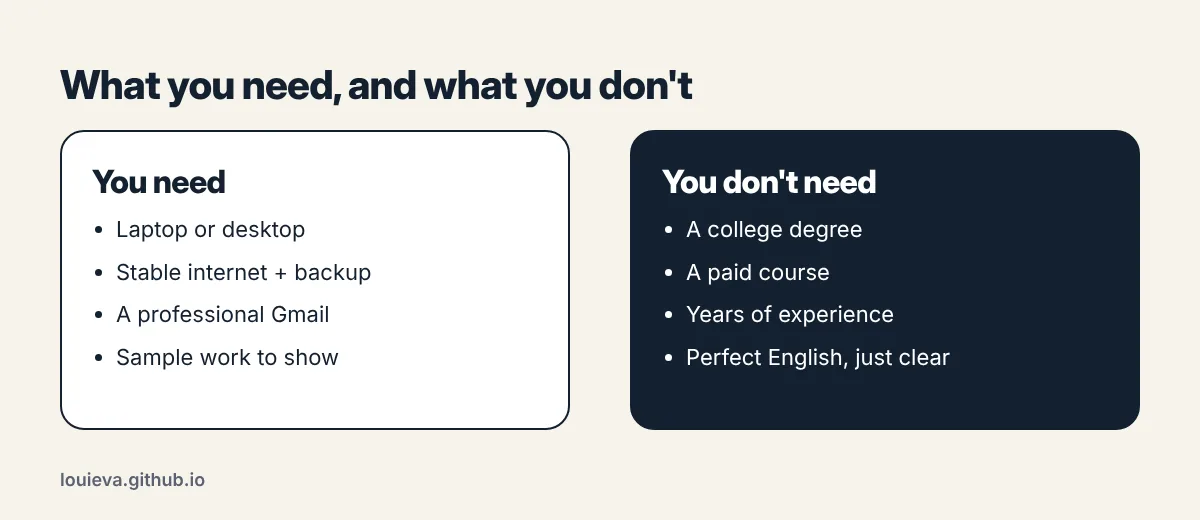 What you need, and what you don't
You need
• Laptop or desktop
• Stable internet + backup
• A professional Gmail
• Sample work to show
You don't need
• A college degree
• A paid course
• Years of experience
• Perfect English, just clear
louieva.github.io